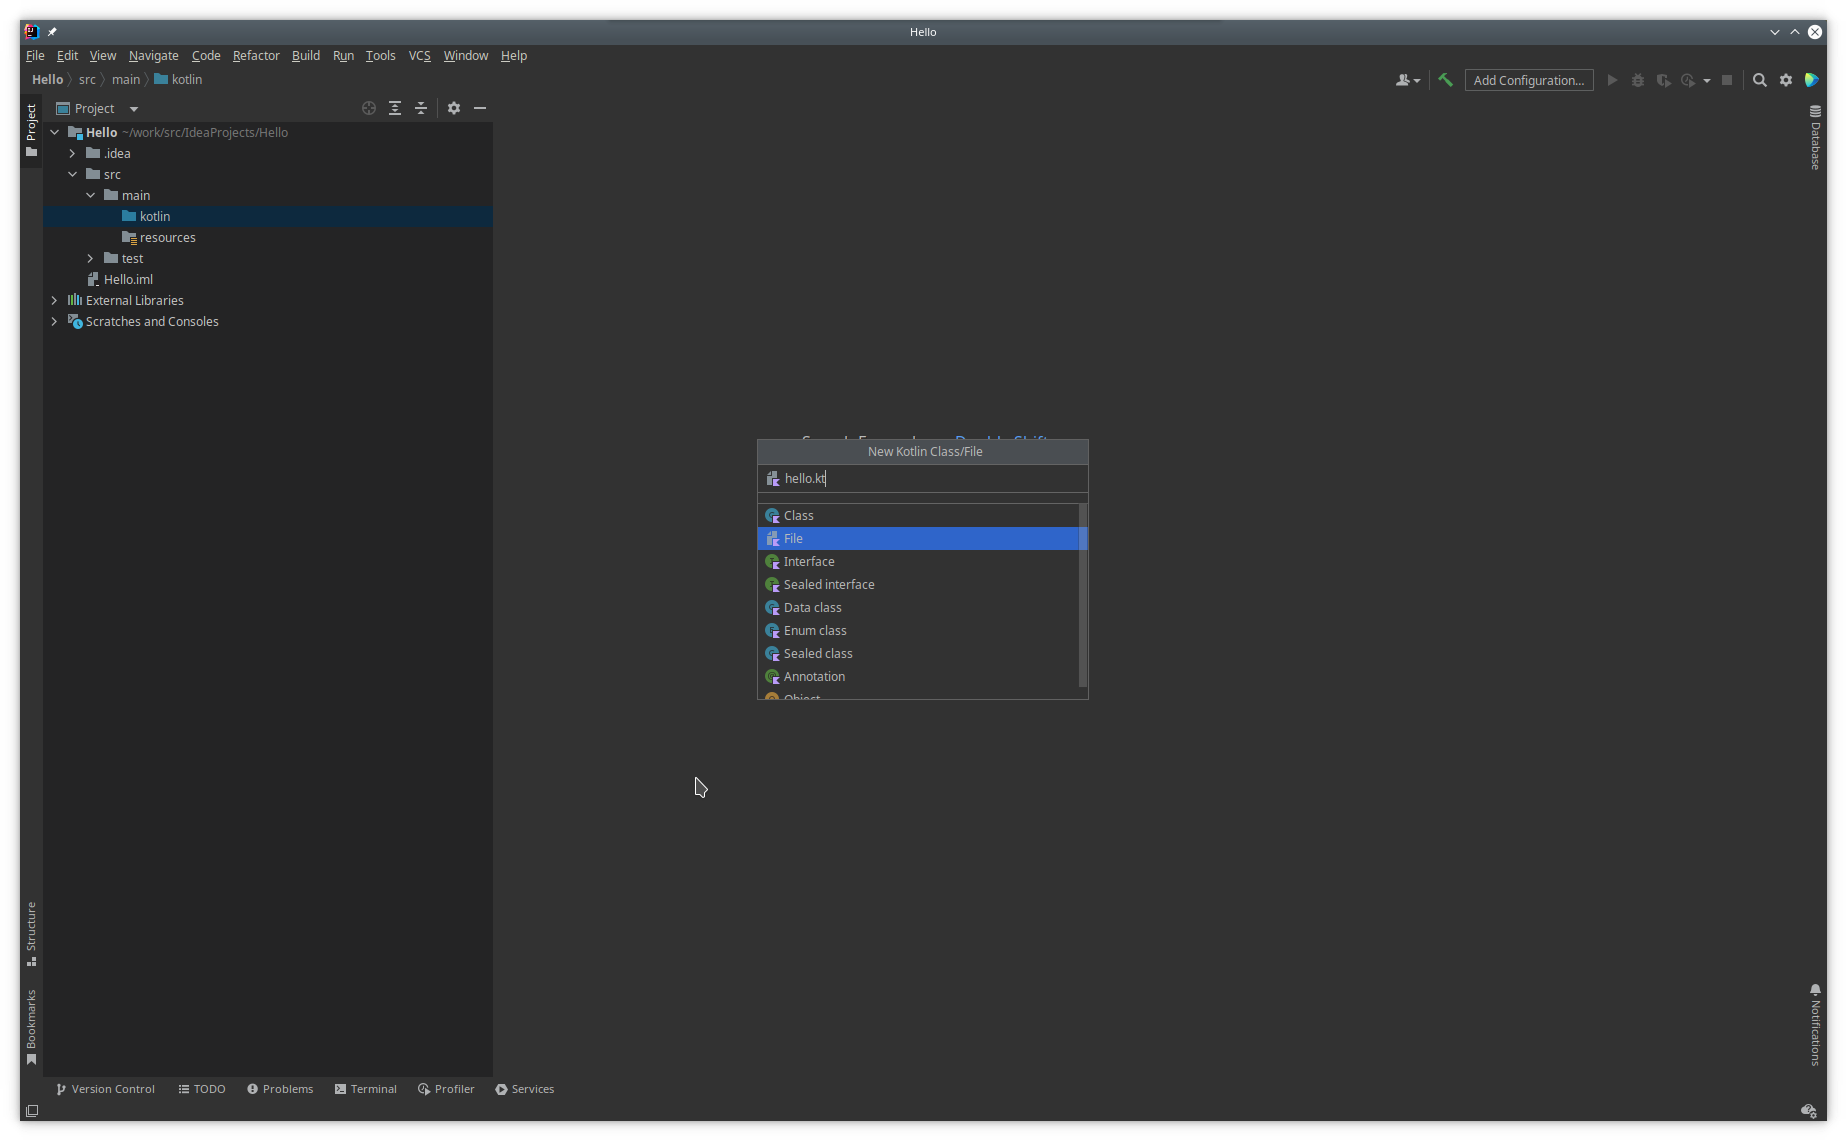 Hello
File Edit View Navigate Code Refactor Build Run Tools VCS Window Help
Hello src main kotlin
Add Configuration...
Project
Project
Hello ~/work/src/IdeaProjects/Hello
.idea
src
main
kotlin
resources
test
Hello.iml
External Libraries
Scratches and Consoles
Database
New Kotlin Class/File
hello.kt
Class
File
Interface
Sealed interface
Data class
Enum class
Sealed class
Annotation
Object
Structure
Bookmarks
Notifications
Version Control TODO Problems Terminal Profiler Services